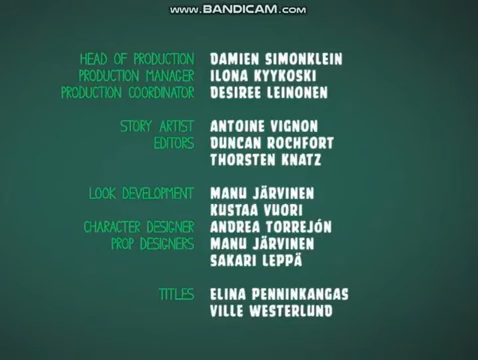 www.BANDICAM.com
HEAD OF PRODUCTION DAMIEN SIMONKLEIN
PRODUCTION MANAGER ILONA KYYKOSKI
PRODUCTION COORDINATOR DESIREE LEINONEN
STORY ARTIST ANTOINE VIGNON
EDITORS DUNCAN ROCHFORT
THORSTEN KNATZ
LOOK DEVELOPMENT MANU JÄRVINEN
KUSTAA VUORI
CHARACTER DESIGNER ANDREA TORREJÓN
PROP DESIGNERS MANU JÄRVINEN
SAKARI LEPPÄ
TITLES ELINA PENNINKANGAS
VILLE WESTERLUND